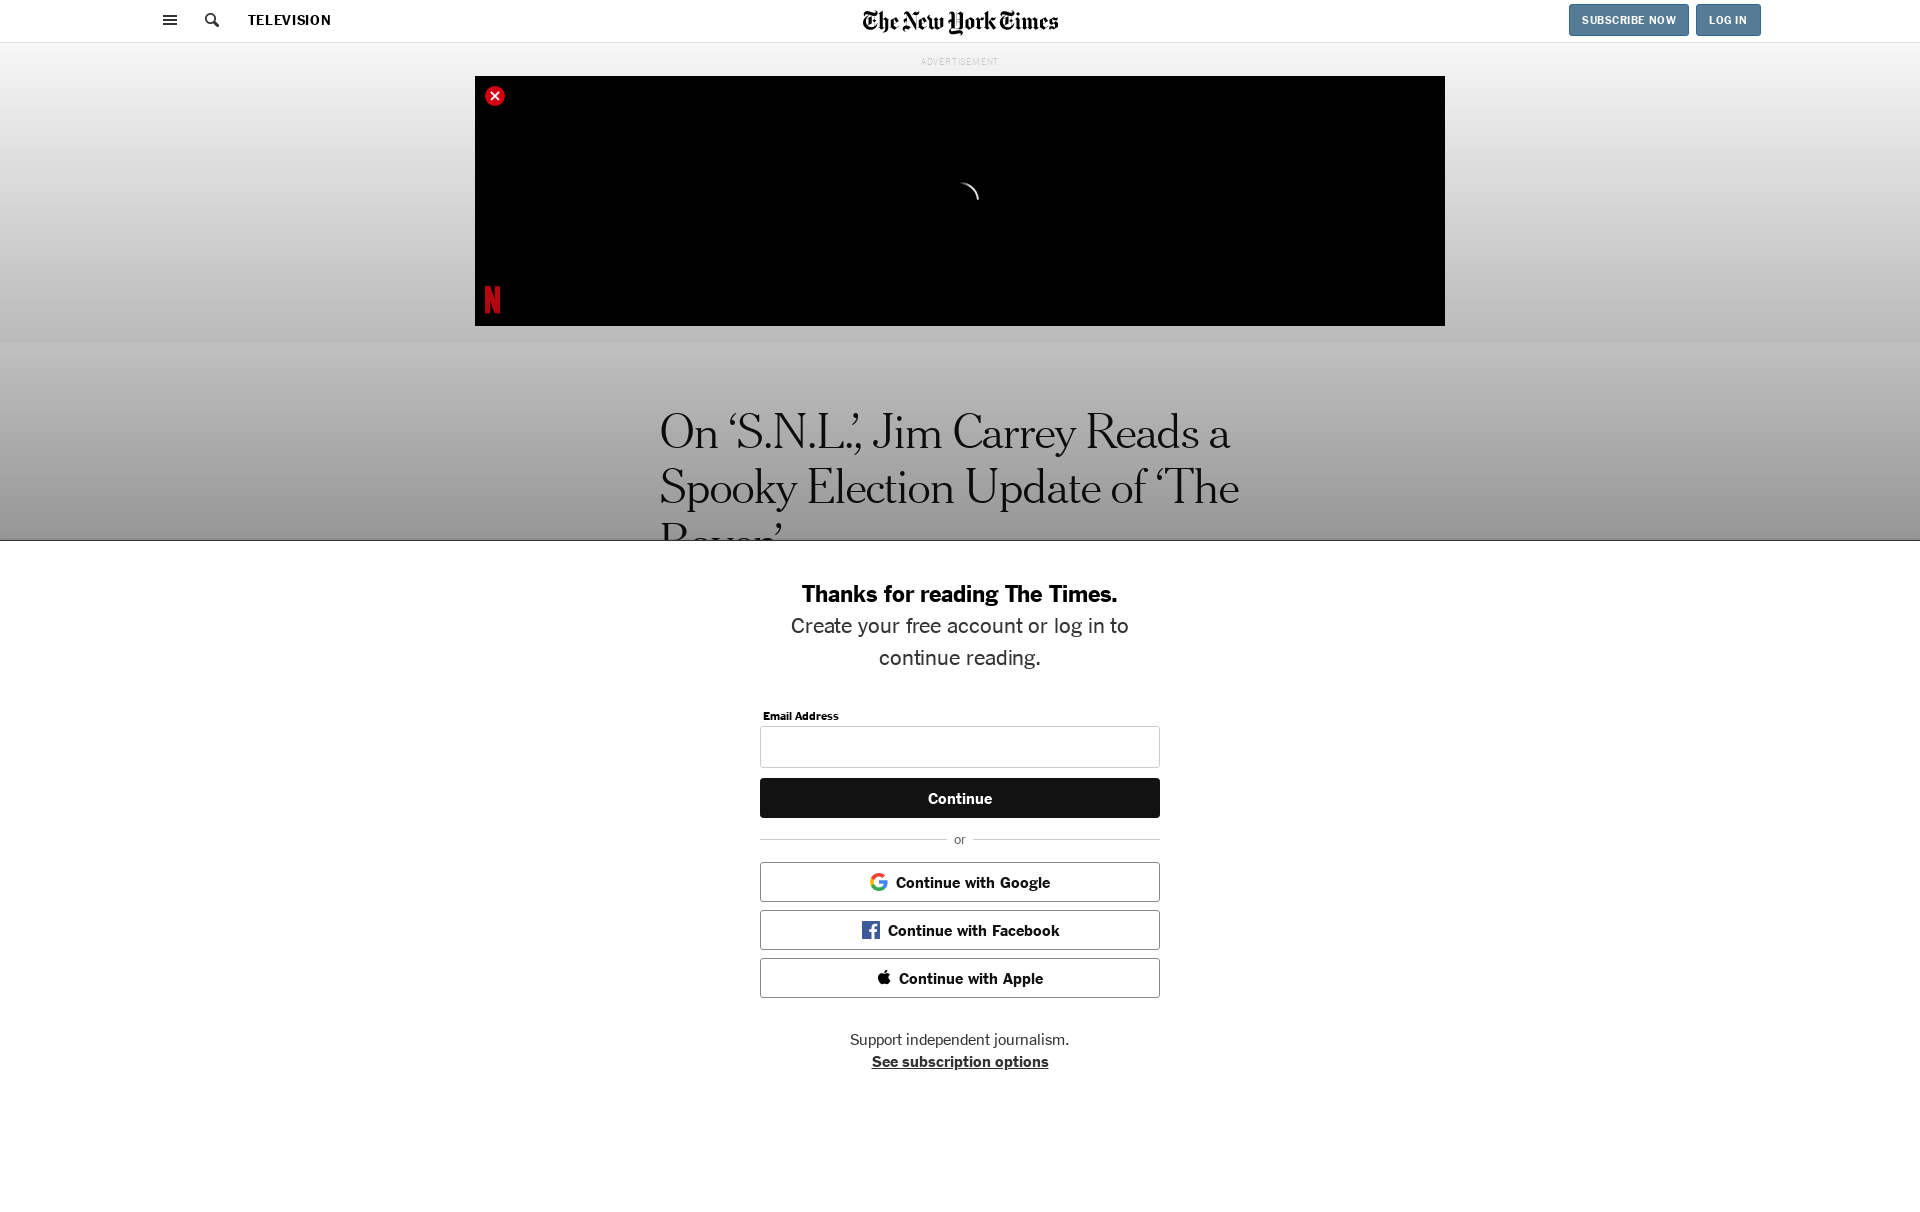 TELEVISION
The New York Times
SUBSCRIBE NOW
LOG IN
ADVERTISEMENT
N
On ‘S.N.L.’, Jim Carrey Reads a
Spooky Election Update of ‘The
Raven’
Thanks for reading The Times.
Create your free account or log in to
continue reading.
Email Address
Continue
or
Continue with Google
Continue with Facebook
Continue with Apple
Support independent journalism.
See subscription options